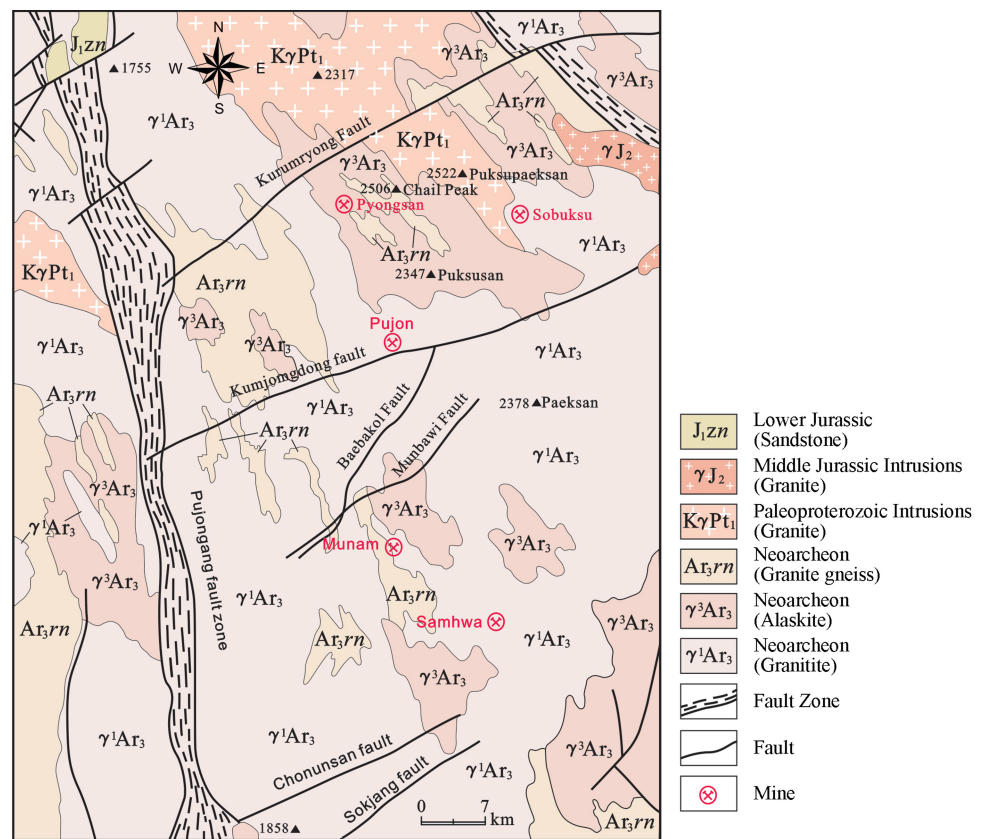 N
J₁zn
KγPt₁
γ¹Ar₃
1755
W
E
2317
γ³Ar₃
γ³Ar₃
S
Ar₃rn
γ¹Ar₃
Kurumryong Fault
KγPt₁
γ³Ar₃
γ³Ar₃
γJ₂
2522 Puksupaeksan
2506 Chail Peak
γ¹Ar₃
Pyongsan
Sobuksu
γ¹Ar₃
Ar₃rn
KγPt₁
2347 Puksusan
Ar₃rn
γ³Ar₃
Pujon
γ³Ar₃
γ¹Ar₃
γ¹Ar₃
Kumjomgdong fault
Ar₃rn
γ¹Ar₃
2378 Paeksan
Baebakol Fault
Munbawi Fault
Ar₃rn
γ¹Ar₃
γ³Ar₃
γ³Ar₃
γ¹Ar₃
Pujongang fault zone
Munam
γ³Ar₃
γ³Ar₃
γ¹Ar₃
Ar₃rn
Ar₃rn
Samhwa
γ³Ar₃
Ar₃rn
γ¹Ar₃
γ³Ar₃
γ¹Ar₃
γ¹Ar₃
Chonunsan fault
γ³Ar₃
Sokjang fault
γ¹Ar₃
0 7
km
1858
Ar₃rn
J₁zn
Lower Jurassic
(Sandstone)
γJ₂
Middle Jurassic Intrusions
(Granite)
KγPt₁
Paleoproterozoic Intrusions
(Granite)
Ar₃rn
Neoarcheon
(Granite gneiss)
γ³Ar₃
Neoarcheon
(Alaskite)
γ¹Ar₃
Neoarcheon
(Granitite)
Fault Zone
Fault
Mine